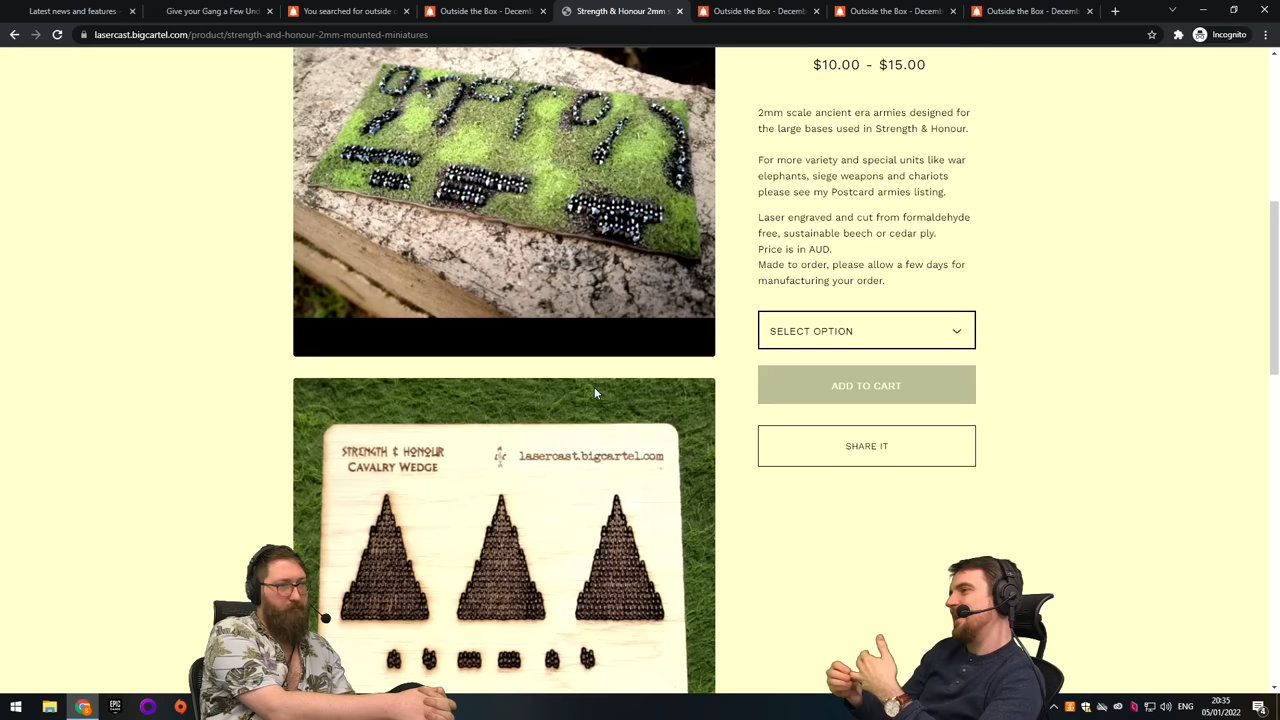 Latest news and features - F
Give your Gang a Few Und
You searched for outside o
Outside the Box - Decemb
Strength & Honour 2mm s
Outside the Box - Decemb
Outside the Box - Decemb
Outside the Box - Decemb
lasercast.bigcartel.com/product/strength-and-honour-2mm-mounted-miniatures
Incognito
$10.00 - $15.00
2mm scale ancient era armies designed for
the large bases used in Strength & Honour.
For more variety and special units like war
elephants, siege weapons and chariots
please see my Postcard armies listing.
Laser engraved and cut from formaldehyde
free, sustainable beech or cedar ply.
Price is in AUD.
Made to order, please allow a few days for
manufacturing your order.
SELECT OPTION
ADD TO CART
SHARE IT
STRENGTH & HONOUR
CAVALRY WEDGE
lasercast.bigcartel.com
EPIC
ENG
20:35
05/01/2022